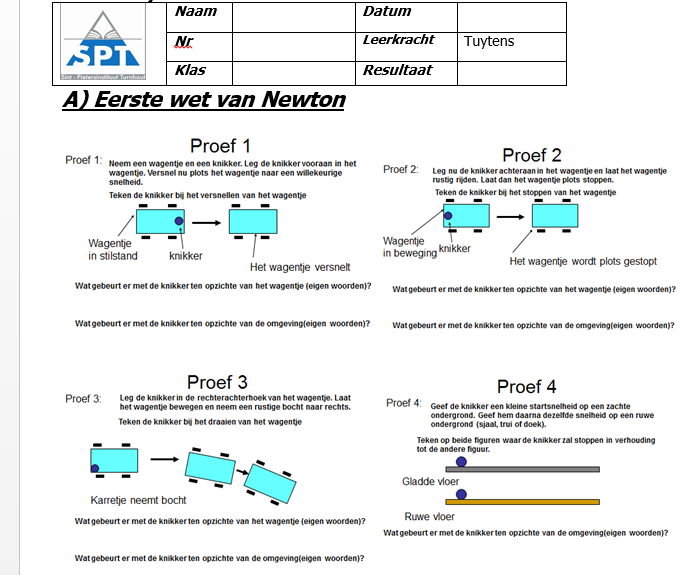 Naam
Datum
Nr
Leerkracht
Tuytens
Klas
Resultaat
SPT
Sint - Pietersinstituut Turnhout
A) Eerste wet van Newton
Proef 1
Proef 1:
Neem een wagentje en een knikker. Leg de knikker vooraan in het
wagentje. Versnel nu plots het wagentje naar een willekeurige
snelheid.
Teken de knikker bij het versnellen van het wagentje
Wagentje
in stilstand
knikker
Het wagentje versnelt
Wat gebeurt er met de knikker ten opzichte van het wagentje (eigen woorden)?
Wat gebeurt er met de knikker ten opzichte van de omgeving(eigen woorden)?
Proef 2
Proef 2:
Leg nu de knikker achteraan in het wagentje en laat het wagentje
rustig rijden. Laat dan het wagentje plots stoppen.
Teken de knikker bij het stoppen van het wagentje
Wagentje
in beweging
knikker
Het wagentje wordt plots gestopt
Wat gebeurt er met de knikker ten opzichte van het wagentje (eigen woorden)?
Wat gebeurt er met de knikker ten opzichte van de omgeving(eigen woorden)?
Proef 3
Proef 3:
Leg de knikker in de rechterachterhoek van het wagentje. Laat
het wagentje bewegen en neem een rustige bocht naar rechts.
Teken de knikker bij het draaien van het wagentje
Karretje neemt bocht
Wat gebeurt er met de knikker ten opzichte van het wagentje (eigen woorden)?
Wat gebeurt er met de knikker ten opzichte van de omgeving(eigen woorden)?
Proef 4
Proef 4:
Geef de knikker een kleine startsnelheid op een zachte
ondergrond. Geef hem daarna dezelfde snelheid op een ruwe
ondergrond (sjaal, trui of doek).
Teken op beide figuren waar de knikker zal stoppen in verhouding
tot de andere figuur.
Gladde vloer
Ruwe vloer
Wat gebeurt er met de knikker ten opzichte van de omgeving(eigen woorden)?